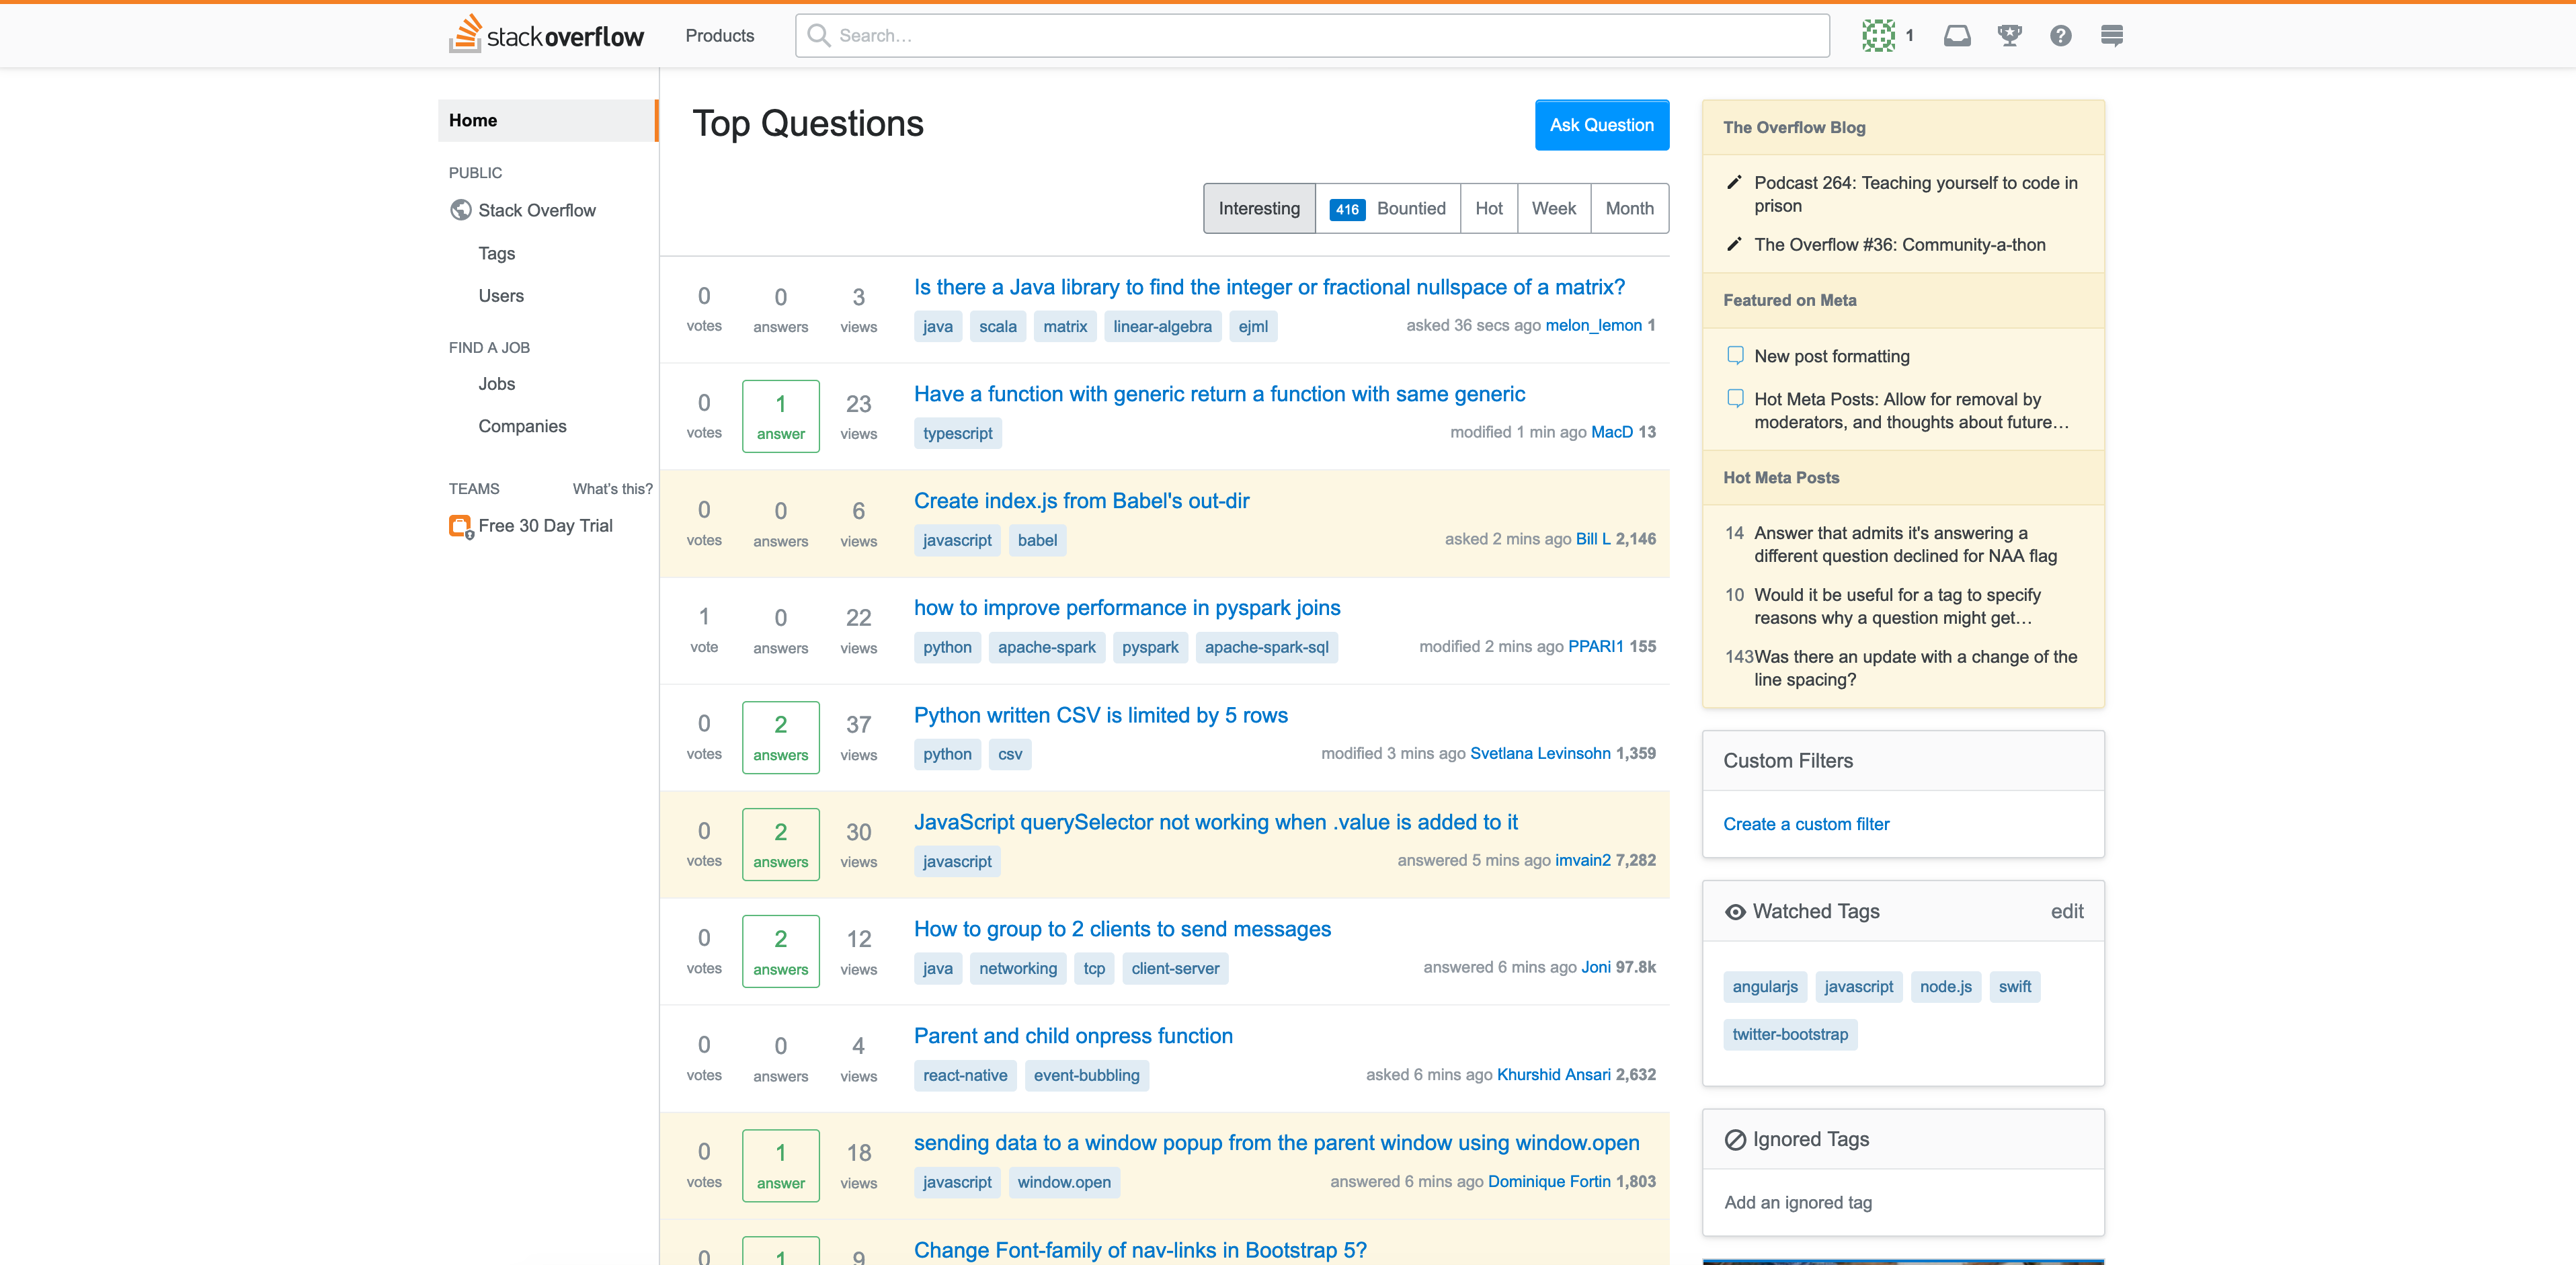 stackoverflow
Products
Search…
1
Home
PUBLIC
Stack Overflow
Tags
Users
FIND A JOB
Jobs
Companies
TEAMS What's this?
Free 30 Day Trial
Top Questions
Ask Question
Interesting 416 Bountied Hot Week Month
0 votes
0 answers
3 views
Is there a Java library to find the integer or fractional nullspace of a matrix?
java scala matrix linear-algebra ejml
asked 36 secs ago melon_lemon 1
0 votes
1 answer
23 views
Have a function with generic return a function with same generic
typescript
modified 1 min ago MacD 13
0 votes
0 answers
6 views
Create index.js from Babel's out-dir
javascript babel
asked 2 mins ago Bill L 2,146
1 vote
0 answers
22 views
how to improve performance in pyspark joins
python apache-spark pyspark apache-spark-sql
modified 2 mins ago PPARI1 155
0 votes
2 answers
37 views
Python written CSV is limited by 5 rows
python csv
modified 3 mins ago Svetlana Levinsohn 1,359
0 votes
2 answers
30 views
JavaScript querySelector not working when .value is added to it
javascript
answered 5 mins ago imvain2 7,282
0 votes
2 answers
12 views
How to group to 2 clients to send messages
java networking tcp client-server
answered 6 mins ago Joni 97.8k
0 votes
0 answers
4 views
Parent and child onpress function
react-native event-bubbling
asked 6 mins ago Khurshid Ansari 2,632
0 votes
1 answer
18 views
sending data to a window popup from the parent window using window.open
javascript window.open
answered 6 mins ago Dominique Fortin 1,803
0
1
9
Change Font-family of nav-links in Bootstrap 5?
The Overflow Blog
Podcast 264: Teaching yourself to code in
prison
The Overflow #36: Community-a-thon
Featured on Meta
New post formatting
Hot Meta Posts: Allow for removal by
moderators, and thoughts about future…
Hot Meta Posts
14 Answer that admits it's answering a
different question declined for NAA flag
10 Would it be useful for a tag to specify
reasons why a question might get…
143 Was there an update with a change of the
line spacing?
Custom Filters
Create a custom filter
Watched Tags edit
angularjs javascript node.js swift
twitter-bootstrap
Ignored Tags
Add an ignored tag